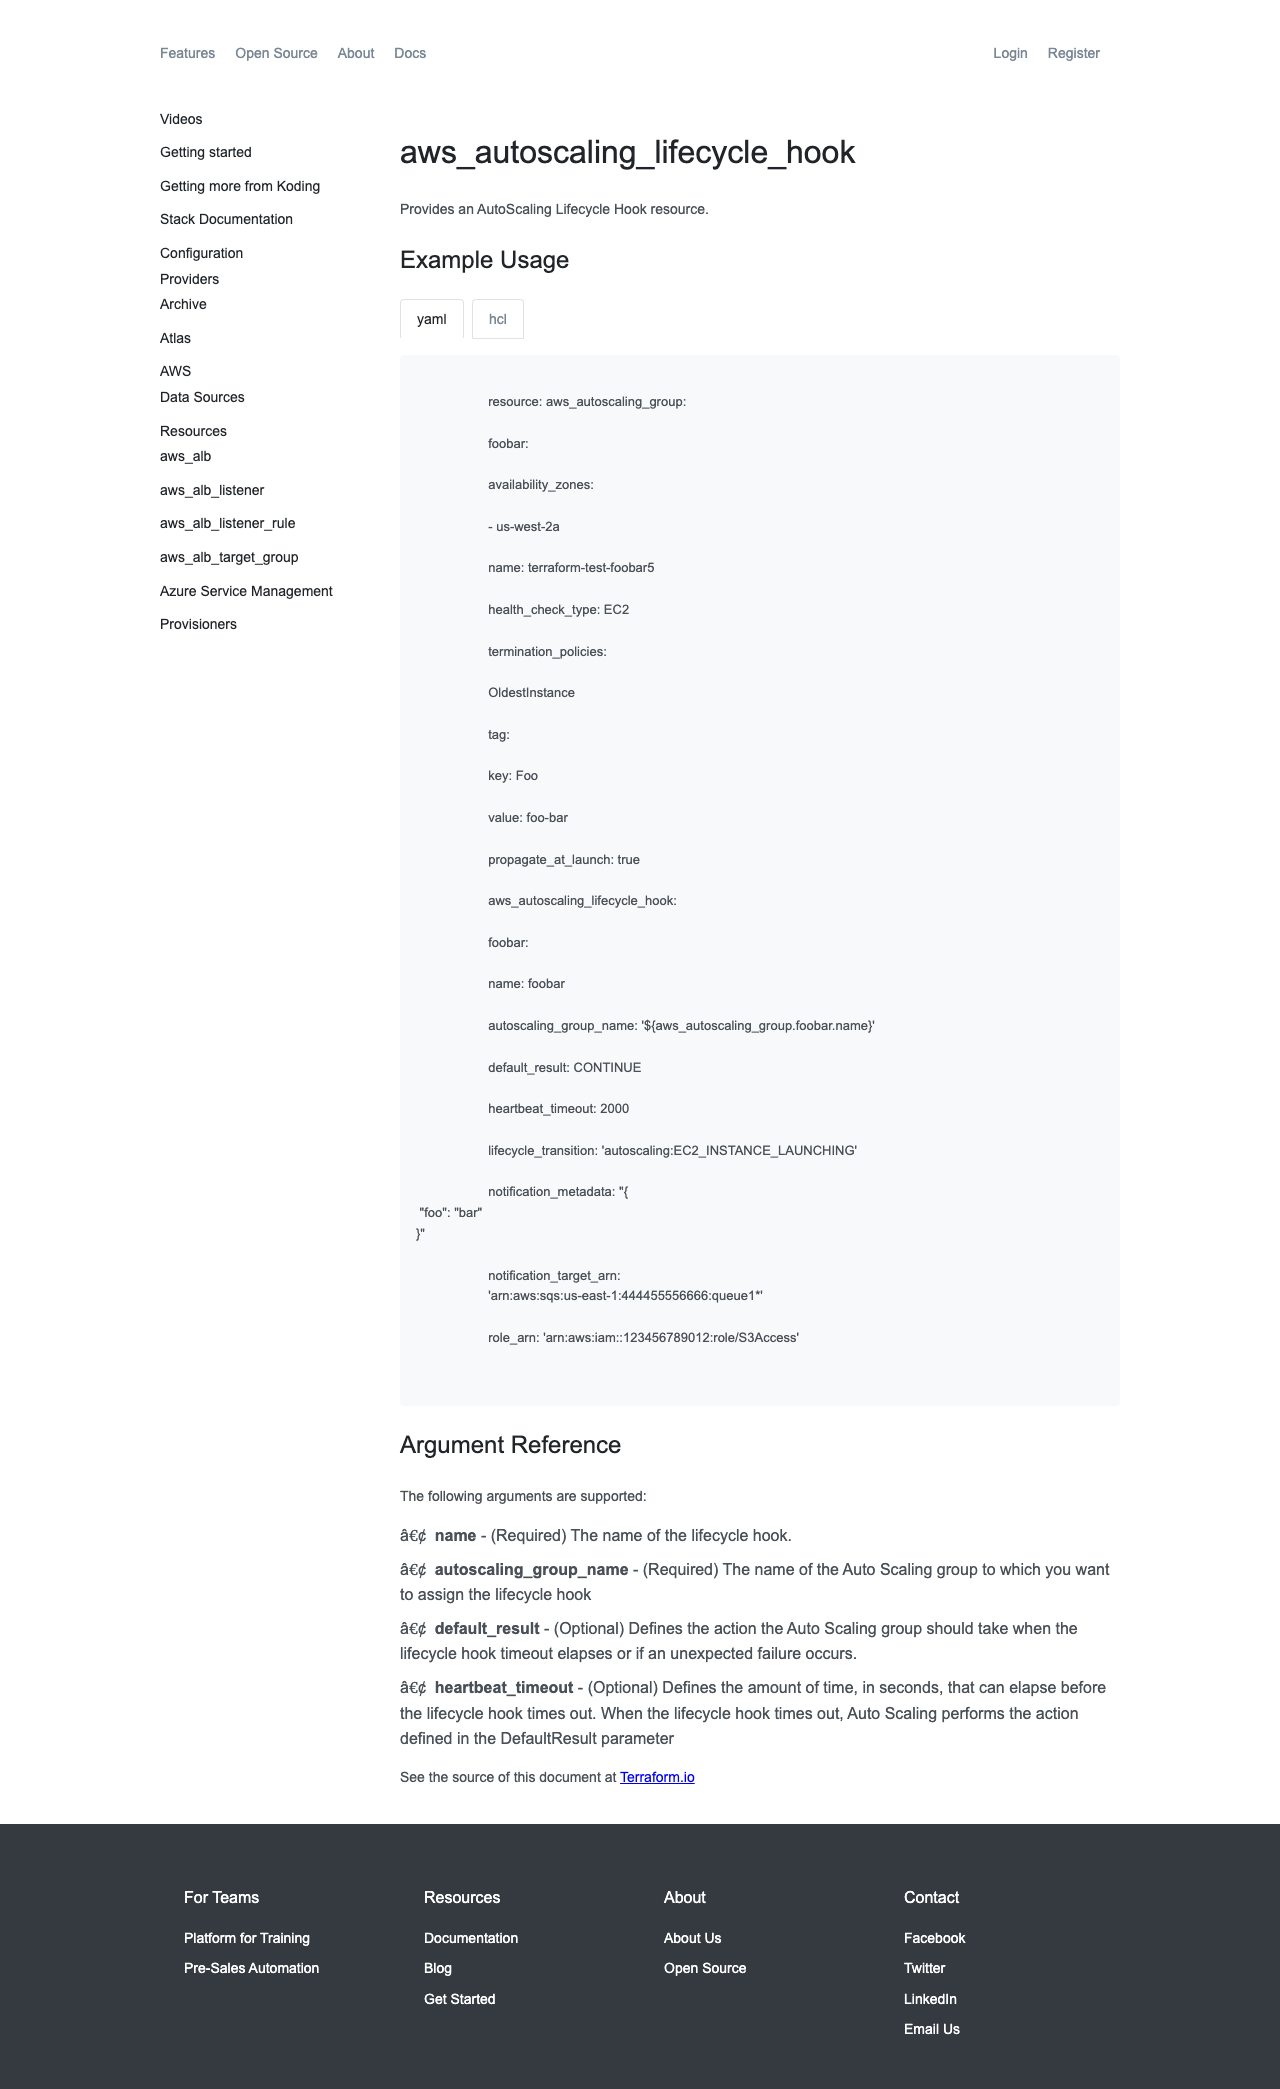 Features Open Source About Docs Login Register
Videos
Getting started
Getting more from Koding
Stack Documentation
Configuration
Providers
Archive
Atlas
AWS
Data Sources
Resources
aws_alb
aws_alb_listener
aws_alb_listener_rule
aws_alb_target_group
Azure Service Management
Provisioners
aws_autoscaling_lifecycle_hook
Provides an AutoScaling Lifecycle Hook resource.
Example Usage
yaml hcl
resource: aws_autoscaling_group:
foobar:
availability_zones:
- us-west-2a
name: terraform-test-foobar5
health_check_type: EC2
termination_policies:
OldestInstance
tag:
key: Foo
value: foo-bar
propagate_at_launch: true
aws_autoscaling_lifecycle_hook:
foobar:
name: foobar
autoscaling_group_name: '${aws_autoscaling_group.foobar.name}'
default_result: CONTINUE
heartbeat_timeout: 2000
lifecycle_transition: 'autoscaling:EC2_INSTANCE_LAUNCHING'
notification_metadata: "{
"foo": "bar"
}"
notification_target_arn:
'arn:aws:sqs:us-east-1:444455556666:queue1*'
role_arn: 'arn:aws:iam::123456789012:role/S3Access'
Argument Reference
The following arguments are supported:
â€¢ name - (Required) The name of the lifecycle hook.
â€¢ autoscaling_group_name - (Required) The name of the Auto Scaling group to which you want
to assign the lifecycle hook
â€¢ default_result - (Optional) Defines the action the Auto Scaling group should take when the
lifecycle hook timeout elapses or if an unexpected failure occurs.
â€¢ heartbeat_timeout - (Optional) Defines the amount of time, in seconds, that can elapse before
the lifecycle hook times out. When the lifecycle hook times out, Auto Scaling performs the action
defined in the DefaultResult parameter
See the source of this document at Terraform.io
For Teams
Platform for Training
Pre-Sales Automation
Resources
Documentation
Blog
Get Started
About
About Us
Open Source
Contact
Facebook
Twitter
LinkedIn
Email Us